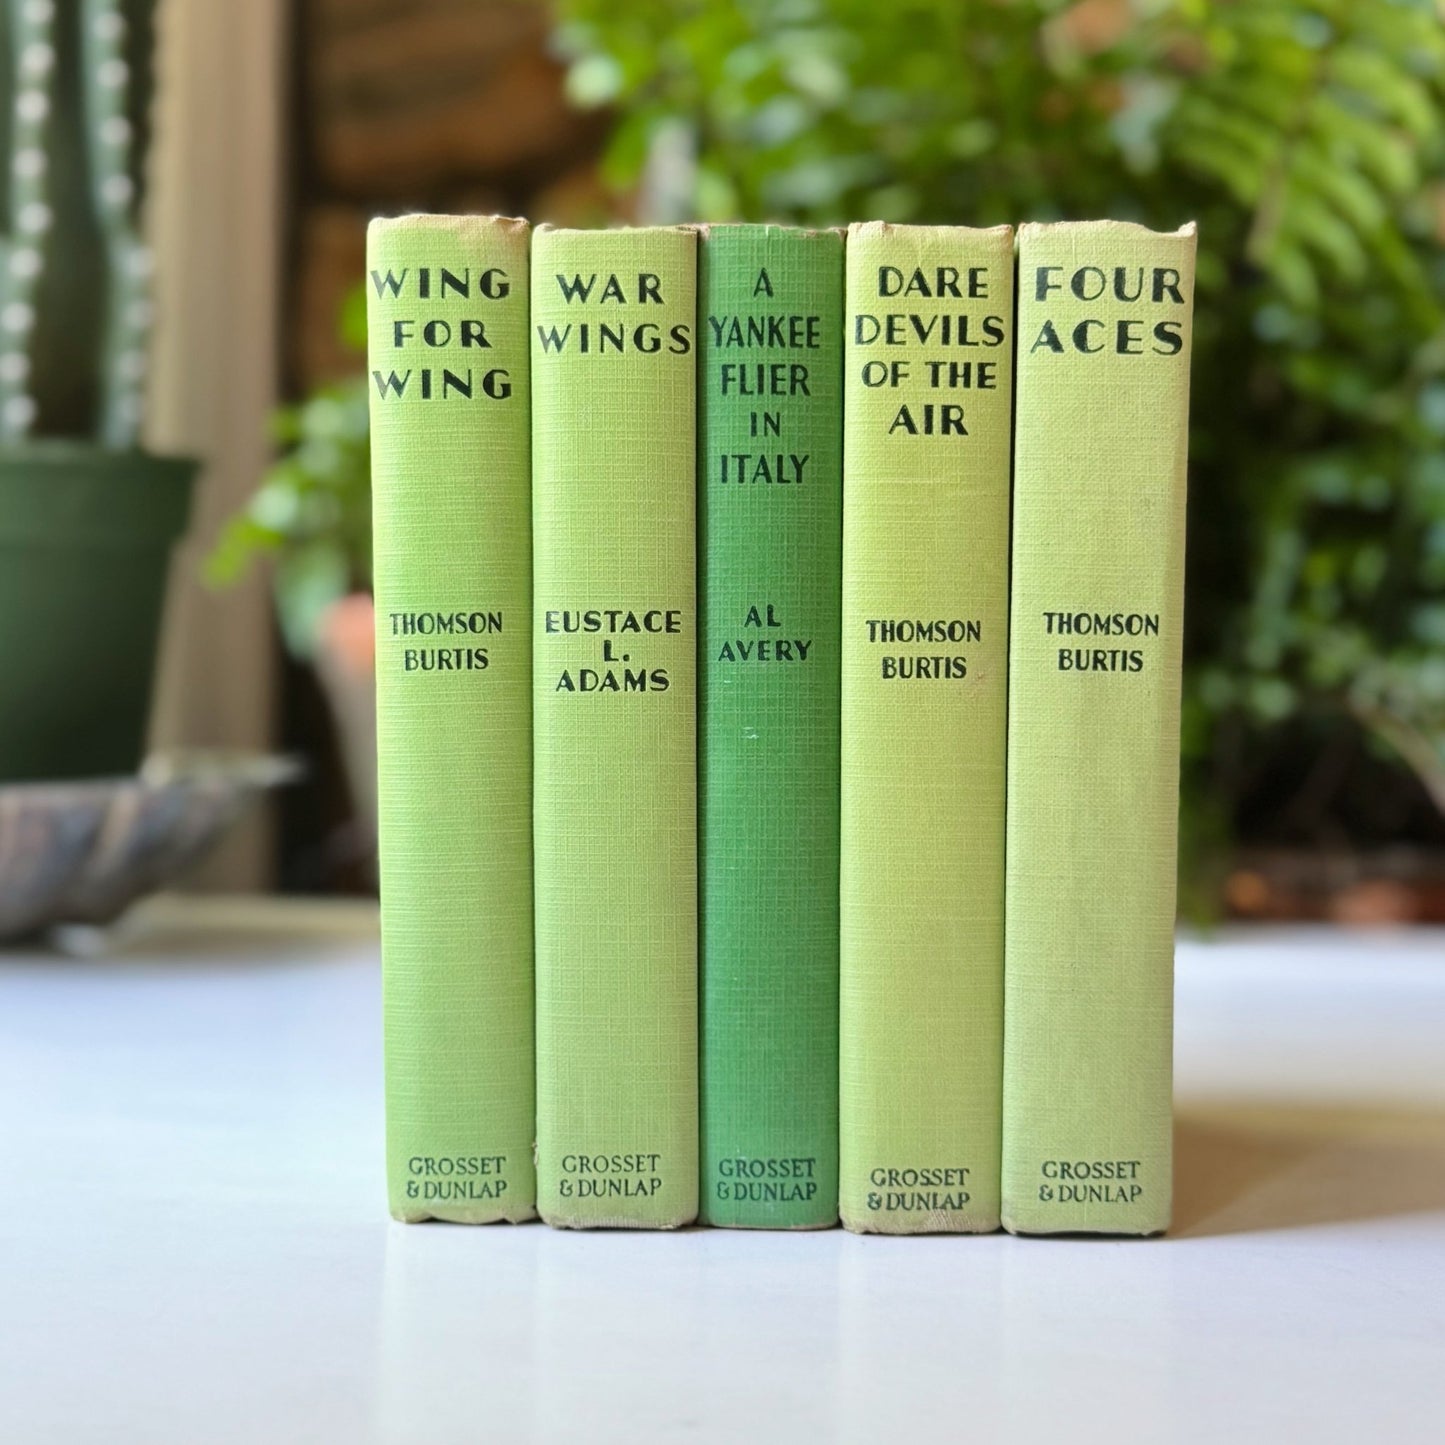 WING
FOR
WING
THOMSON
BURTIS
GROSSET
& DUNLAP
WAR
WINGS
EUSTACE
L.
ADAMS
GROSSET
& DUNLAP
A
YANKEE
FLIER
IN
ITALY
AL
AVERY
GROSSET
& DUNLAP
DARE
DEVILS
OF THE
AIR
THOMSON
BURTIS
GROSSET
& DUNLAP
FOUR
ACES
THOMSON
BURTIS
GROSSET
& DUNLAP